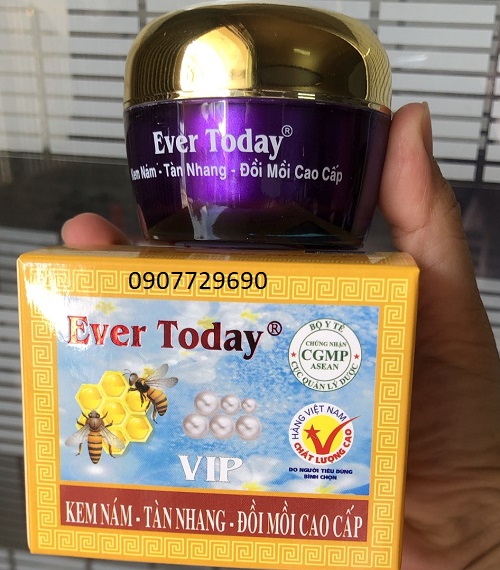 Ever Today®
Kem Nám - Tàn Nhang - Đồi Mồi Cao Cấp
0907729690
Ever Today®
BỘ Y TẾ
CHỨNG NHẬN
CGMP
ASEAN
CỤC QUẢN LÝ DƯỢC
HÀNG VIỆT NAM
CHẤT LƯỢNG CAO
DO NGƯỜI TIÊU DÙNG
BÌNH CHỌN
VIP
KEM NÁM - TÀN NHANG - ĐỒI MỒI CAO CẤP